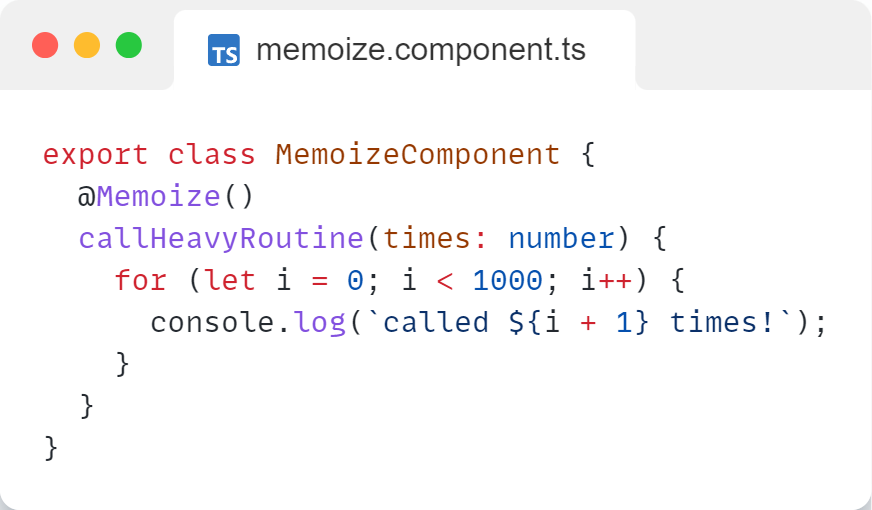 TS memoize.component.ts
export class MemoizeComponent {
  @Memoize()
  callHeavyRoutine(times: number) {
    for (let i = 0; i < 1000; i++) {
      console.log(`called ${i + 1} times!`);
    }
  }
}